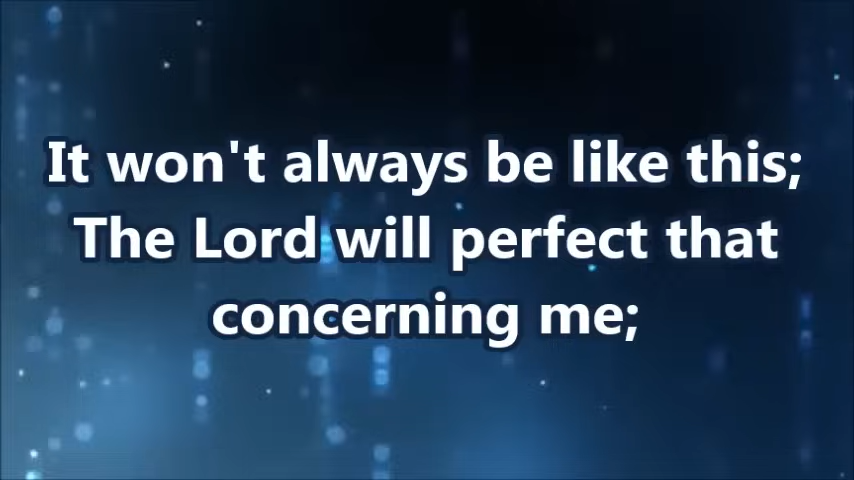 It won't always be like this;
The Lord will perfect that
concerning me;